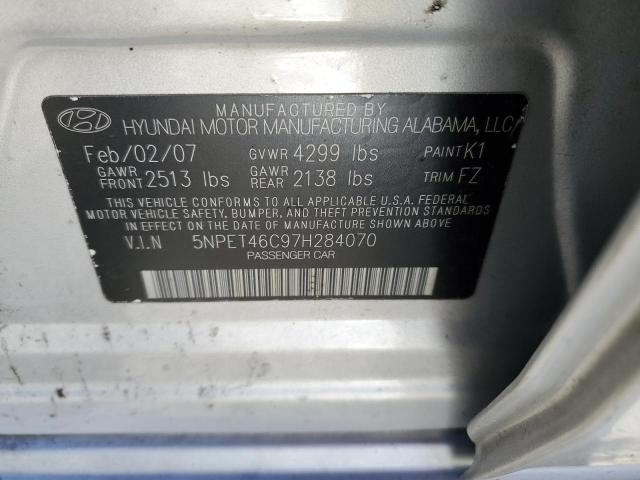 MANUFACTURED BY
HYUNDAI MOTOR MANUFACTURING ALABAMA, LLC
Feb/02/07 GVWR 4299 lbs PAINT K1
GAWR FRONT 2513 lbs GAWR REAR 2138 lbs TRIM FZ
THIS VEHICLE CONFORMS TO ALL APPLICABLE U.S.A. FEDERAL
MOTOR VEHICLE SAFETY, BUMPER, AND THEFT PREVENTION STANDARDS
IN EFFECT ON THE DATE OF MANUFACTURE SHOWN ABOVE
V.I.N 5NPET46C97H284070
PASSENGER CAR